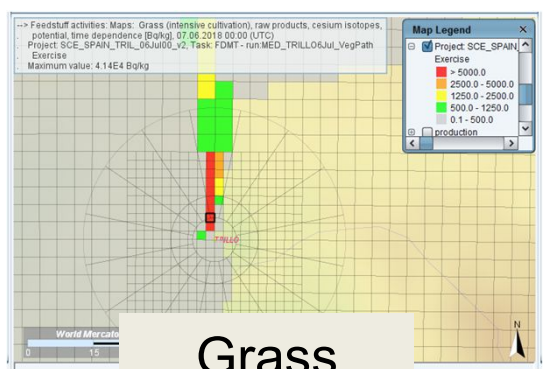 --> Feedstuff activities: Maps: Grass (intensive cultivation), raw products, cesium isotopes,
potential, time dependence [Bq/kg], 07.06.2018 00:00 (UTC)
Project: SCE_SPAIN_TRIL_06Jul00_v2, Task: FDMT - run:MED_TRILLO6Jul_VegPath
Exercise
Maximum value: 4.14E4 Bq/kg
Map Legend
Project: SCE_SPAIN
Exercise
> 5000.0
2500.0 - 5000.0
1250.0 - 2500.0
500.0 - 1250.0
0.1 - 500.0
production
TRILLO
World Mercato
0 15
N
Grass